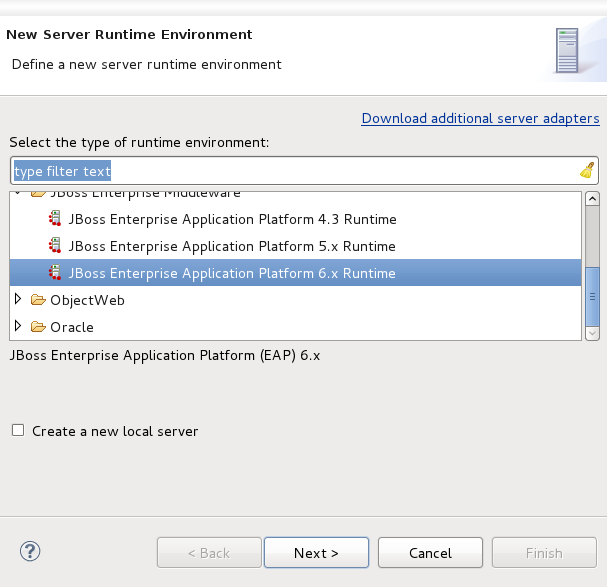 New Server Runtime Environment
Define a new server runtime environment
Download additional server adapters
Select the type of runtime environment:
type filter text
JBoss Enterprise Middleware
JBoss Enterprise Application Platform 4.3 Runtime
JBoss Enterprise Application Platform 5.x Runtime
JBoss Enterprise Application Platform 6.x Runtime
ObjectWeb
Oracle
JBoss Enterprise Application Platform (EAP) 6.x
Create a new local server
? < Back Next > Cancel Finish